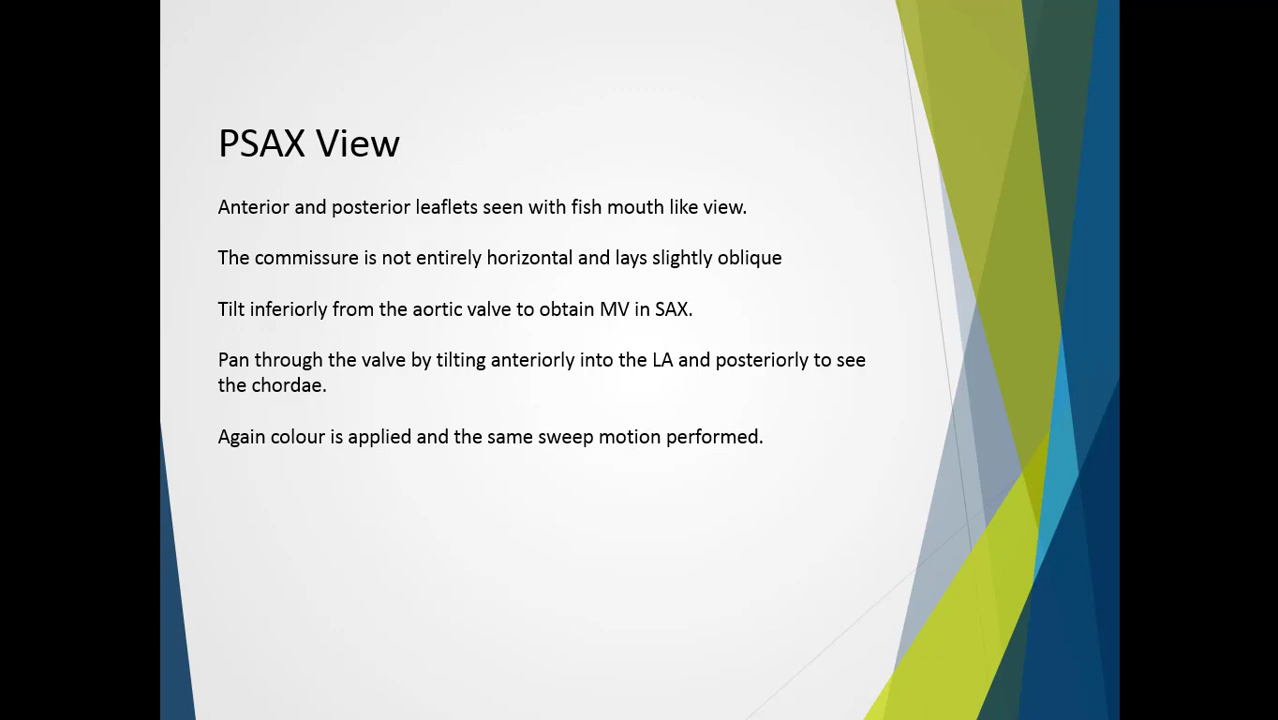 PSAX View
Anterior and posterior leaflets seen with fish mouth like view.
The commissure is not entirely horizontal and lays slightly oblique
Tilt inferiorly from the aortic valve to obtain MV in SAX.
Pan through the valve by tilting anteriorly into the LA and posteriorly to see
the chordae.
Again colour is applied and the same sweep motion performed.